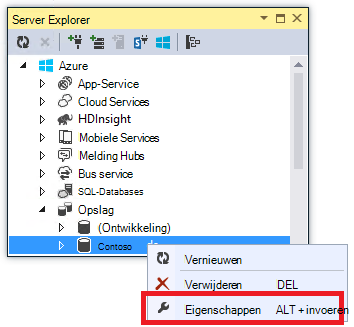 Server Explorer
Azure
App-Service
Cloud Services
HDInsight
Mobiele Services
Melding Hubs
Bus service
SQL-Databases
Opslag
(Ontwikkeling)
Contoso
Vernieuwen
Verwijderen DEL
Eigenschappen ALT + invoeren